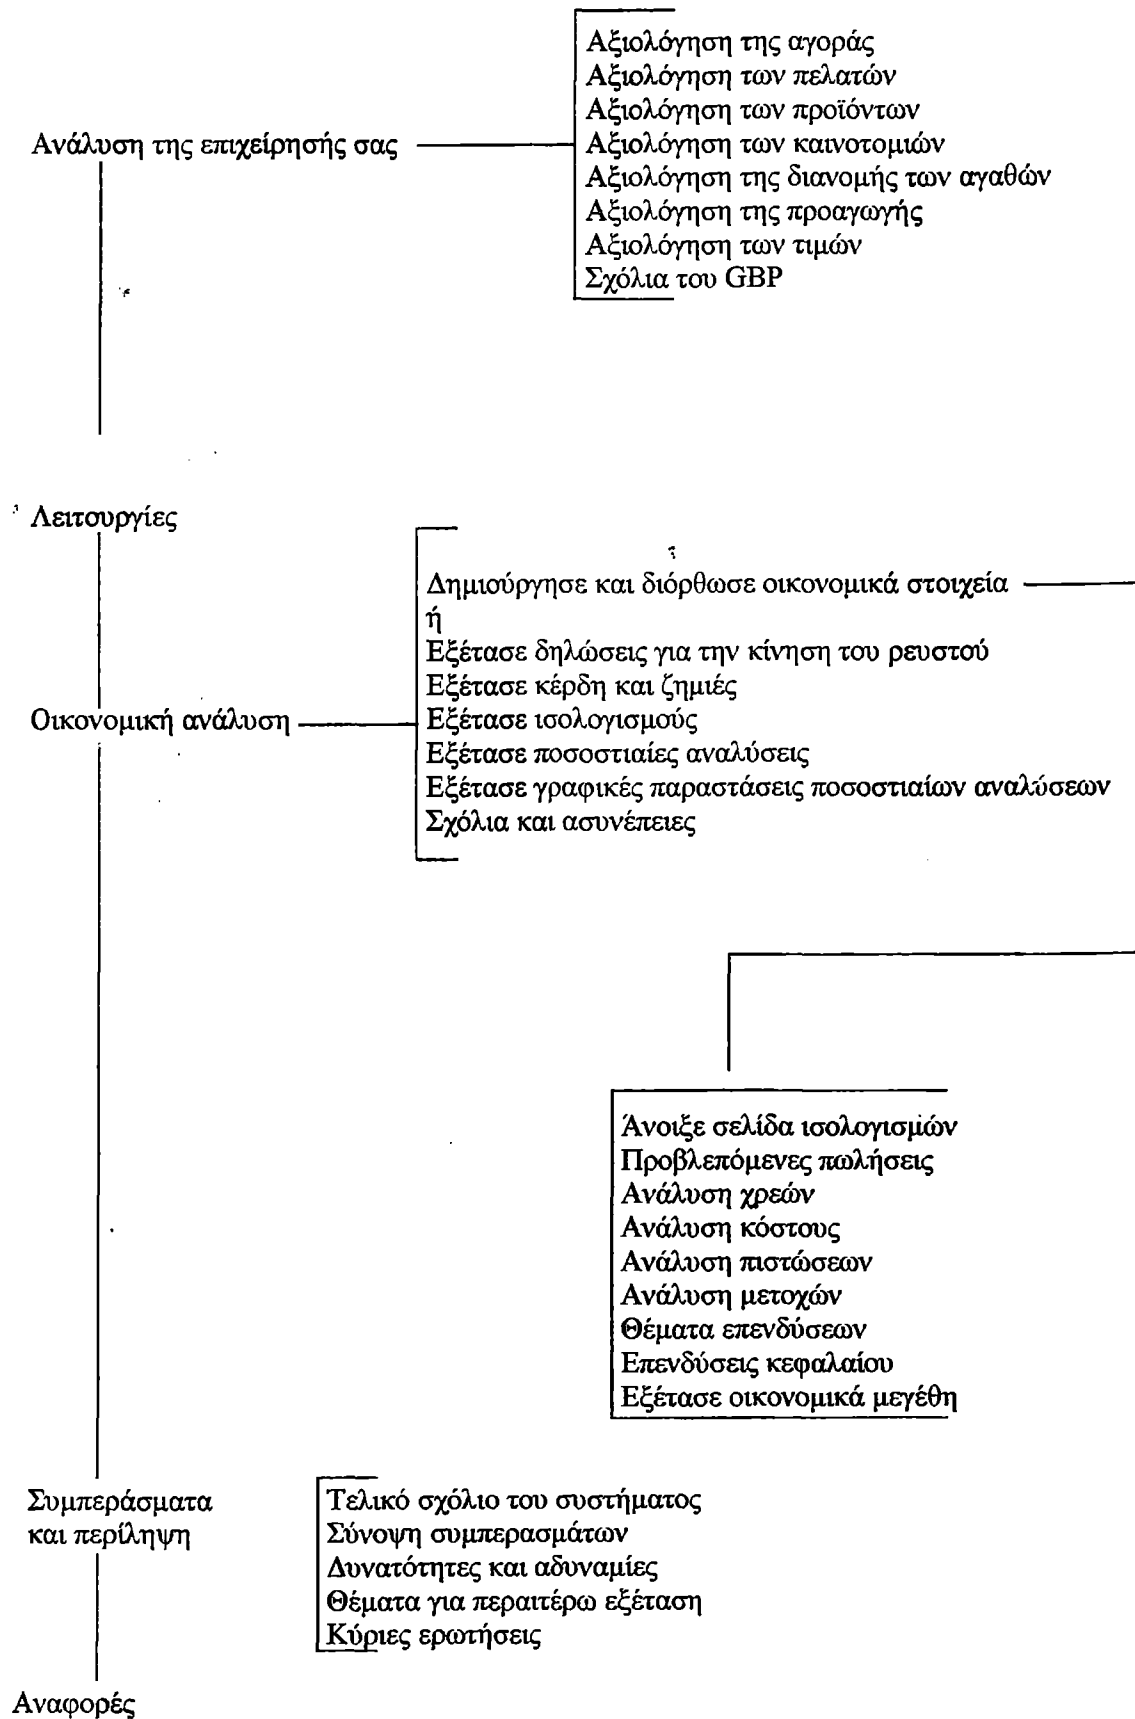 Αξιολόγηση της αγοράς
Αξιολόγηση των πελατών
Αξιολόγηση των προϊόντων
Ανάλυση της επιχείρησής σας
Αξιολόγηση των καινοτομιών
Αξιολόγηση της διανομής των αγαθών
Αξιολόγηση της προαγωγής
Αξιολόγηση των τιμών
Σχόλια του GBP
Λειτουργίες
Δημιούργησε και διόρθωσε οικονομικά στοιχεία
ή
Εξέτασε δηλώσεις για την κίνηση του ρευστού
Εξέτασε κέρδη και ζημιές
Οικονομική ανάλυση
Εξέτασε ισολογισμούς
Εξέτασε ποσοστιαίες αναλύσεις
Εξέτασε γραφικές παραστάσεις ποσοστιαίων αναλύσεων
Σχόλια και ασυνέπειες
Άνοιξε σελίδα ισολογισμών
Προβλεπόμενες πωλήσεις
Ανάλυση χρεών
Ανάλυση κόστους
Ανάλυση πιστώσεων
Ανάλυση μετοχών
Θέματα επενδύσεων
Επενδύσεις κεφαλαίου
Εξέτασε οικονομικά μεγέθη
Συμπεράσματα
και περίληψη
Τελικό σχόλιο του συστήματος
Σύνοψη συμπερασμάτων
Δυνατότητες και αδυναμίες
Θέματα για περαιτέρω εξέταση
Κύριες ερωτήσεις
Αναφορές